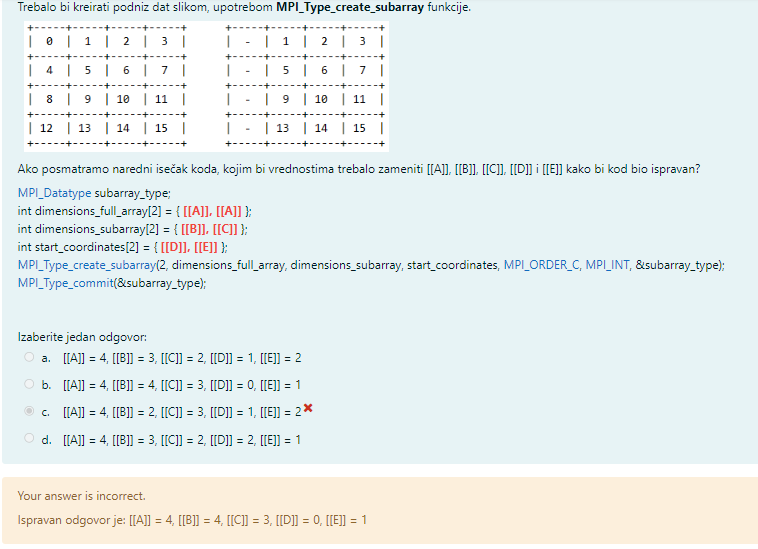 Trebalo bi kreirati podniz dat slikom, upotrebom MPI_Type_create_subarray funkcije.
+-----+-----+-----+-----+ +-----+-----+-----+-----+
| 0 | 1 | 2 | 3 | | - | 1 | 2 | 3 |
+-----+-----+-----+-----+ +-----+-----+-----+-----+
| 4 | 5 | 6 | 7 | | - | 5 | 6 | 7 |
+-----+-----+-----+-----+ +-----+-----+-----+-----+
| 8 | 9 | 10 | 11 | | - | 9 | 10 | 11 |
+-----+-----+-----+-----+ +-----+-----+-----+-----+
| 12 | 13 | 14 | 15 | | - | 13 | 14 | 15 |
+-----+-----+-----+-----+ +-----+-----+-----+-----+
Ako posmatramo naredni isečak koda, kojim bi vrednostima trebalo zameniti [[A]], [[B]], [[C]], [[D]] i [[E]] kako bi kod bio ispravan?
MPI_Datatype subarray_type;
int dimensions_full_array[2] = { [[A]], [[A]] };
int dimensions_subarray[2] = { [[B]], [[C]] };
int start_coordinates[2] = { [[D]], [[E]] };
MPI_Type_create_subarray(2, dimensions_full_array, dimensions_subarray, start_coordinates, MPI_ORDER_C, MPI_INT, &subarray_type);
MPI_Type_commit(&subarray_type);
Izaberite jedan odgovor:
a. [[A]] = 4, [[B]] = 3, [[C]] = 2, [[D]] = 1, [[E]] = 2
b. [[A]] = 4, [[B]] = 4, [[C]] = 3, [[D]] = 0, [[E]] = 1
c. [[A]] = 4, [[B]] = 2, [[C]] = 3, [[D]] = 1, [[E]] = 2
d. [[A]] = 4, [[B]] = 3, [[C]] = 2, [[D]] = 2, [[E]] = 1
Your answer is incorrect.
Ispravan odgovor je: [[A]] = 4, [[B]] = 4, [[C]] = 3, [[D]] = 0, [[E]] = 1